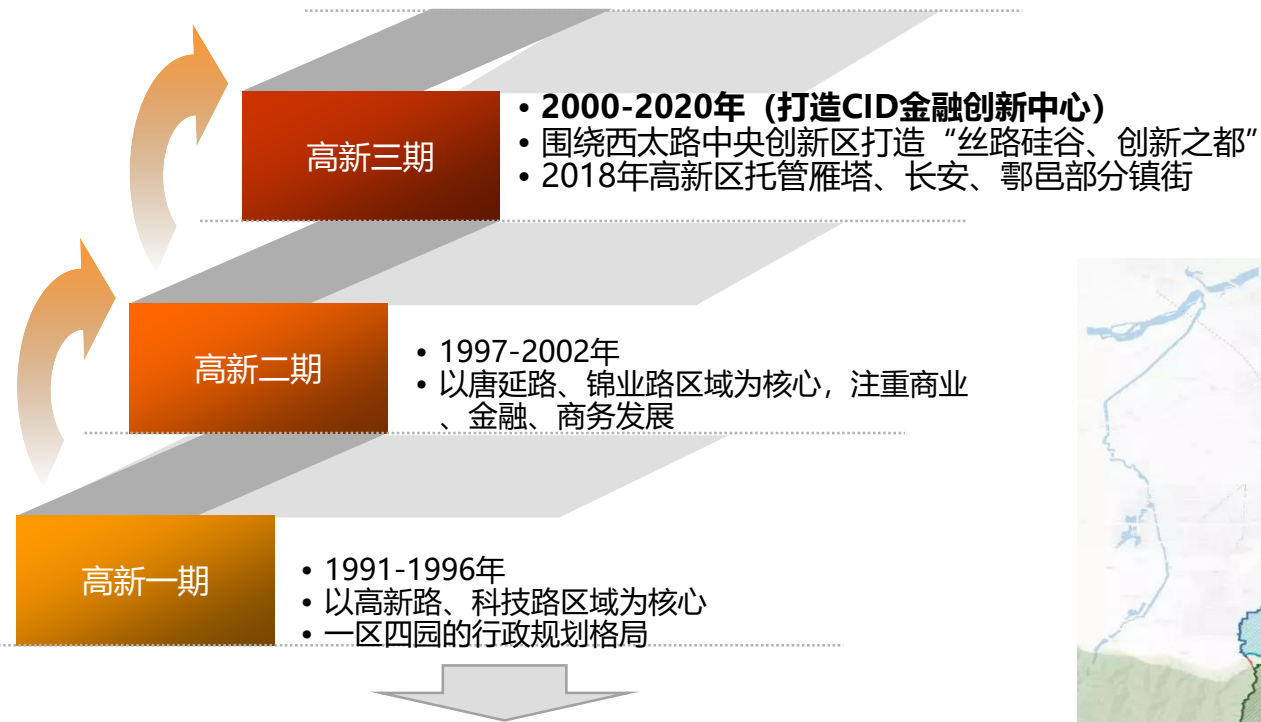 高新三期
• 2000-2020年（打造CID金融创新中心）
• 围绕西太路中央创新区打造“丝路硅谷、创新之都”
• 2018年高新区托管雁塔、长安、鄠邑部分镇街
高新二期
• 1997-2002年
• 以唐延路、锦业路区域为核心，注重商业
、金融、商务发展
高新一期
• 1991-1996年
• 以高新路、科技路区域为核心
• 一区四园的行政规划格局